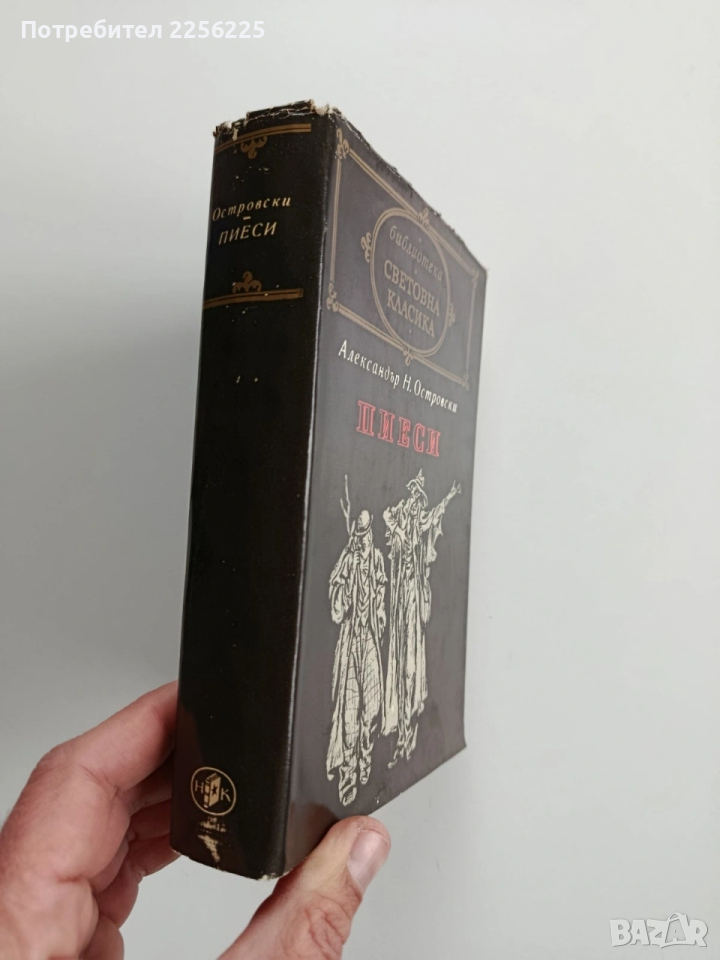 Потребител 2256225
Островски
ПИЕСИ
библиотека
СВЕТОВНА
КЛАСИКА
Александър Н. Островски
ПИЕСИ
НК
BAZAR